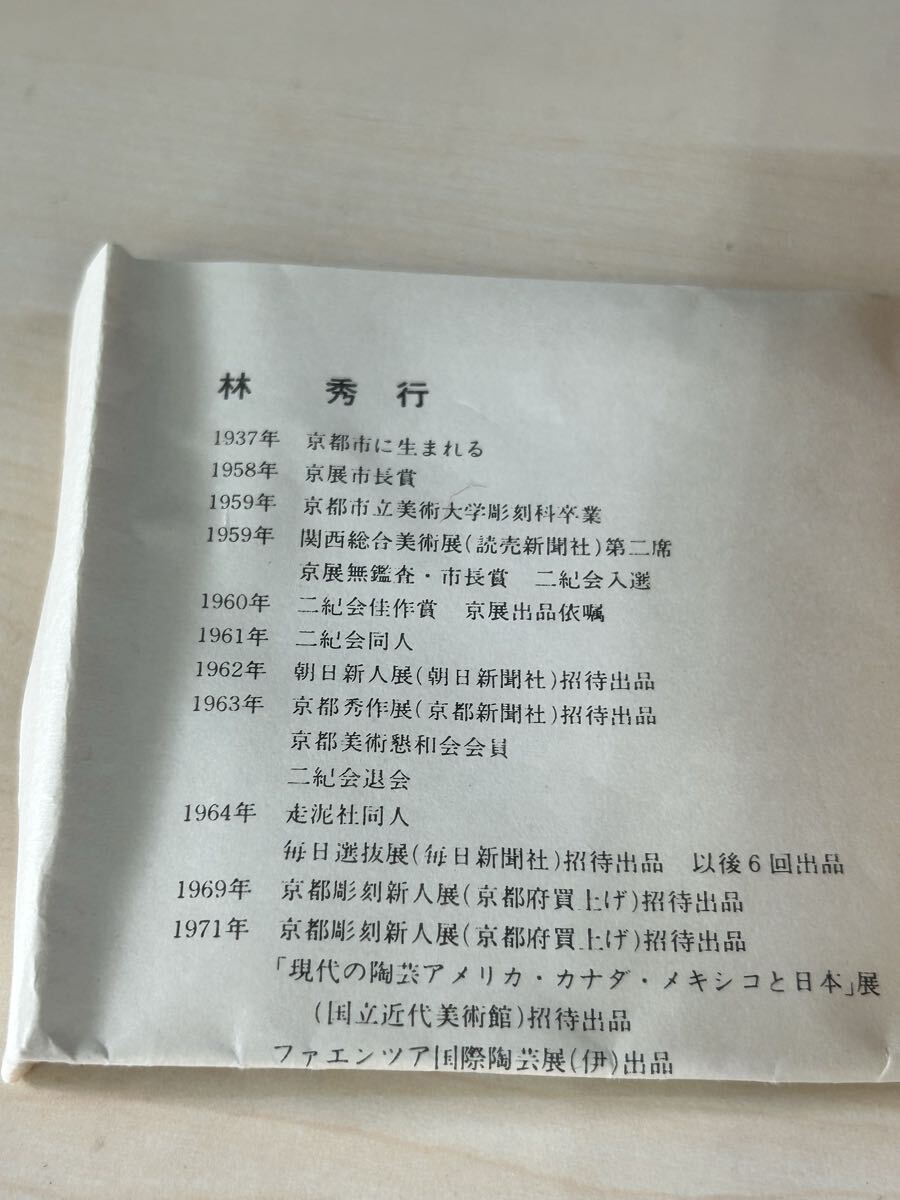 林 秀行
1937年 京都市に生まれる
1958年 京展市長賞
1959年 京都市立美術大学彫刻科卒業
1959年 関西総合美術展(読売新聞社)第二席
京展無鑑査・市長賞 二紀会入選
1960年 二紀会佳作賞 京展出品依嘱
1961年 二紀会同人
1962年 朝日新人展(朝日新聞社)招待出品
1963年 京都秀作展(京都新聞社)招待出品
京都美術懇和会会員
二紀会退会
1964年 走泥社同人
毎日選抜展(毎日新聞社)招待出品 以後6回出品
1969年 京都彫刻新人展(京都府買上げ)招待出品
1971年 京都彫刻新人展(京都府買上げ)招待出品
「現代の陶芸アメリカ・カナダ・メキシコと日本」展
(国立近代美術館)招待出品
ファエンツア国際陶芸展(伊)出品